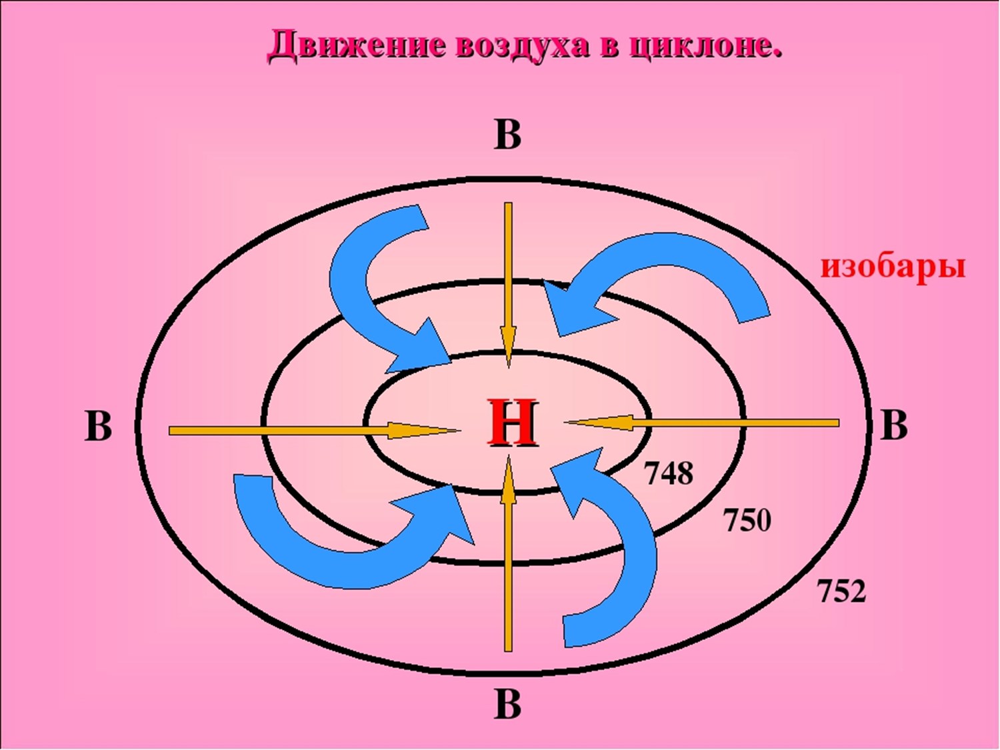 Движение воздуха в циклоне.
В
изобары
В
Н
В
748
750
752
В